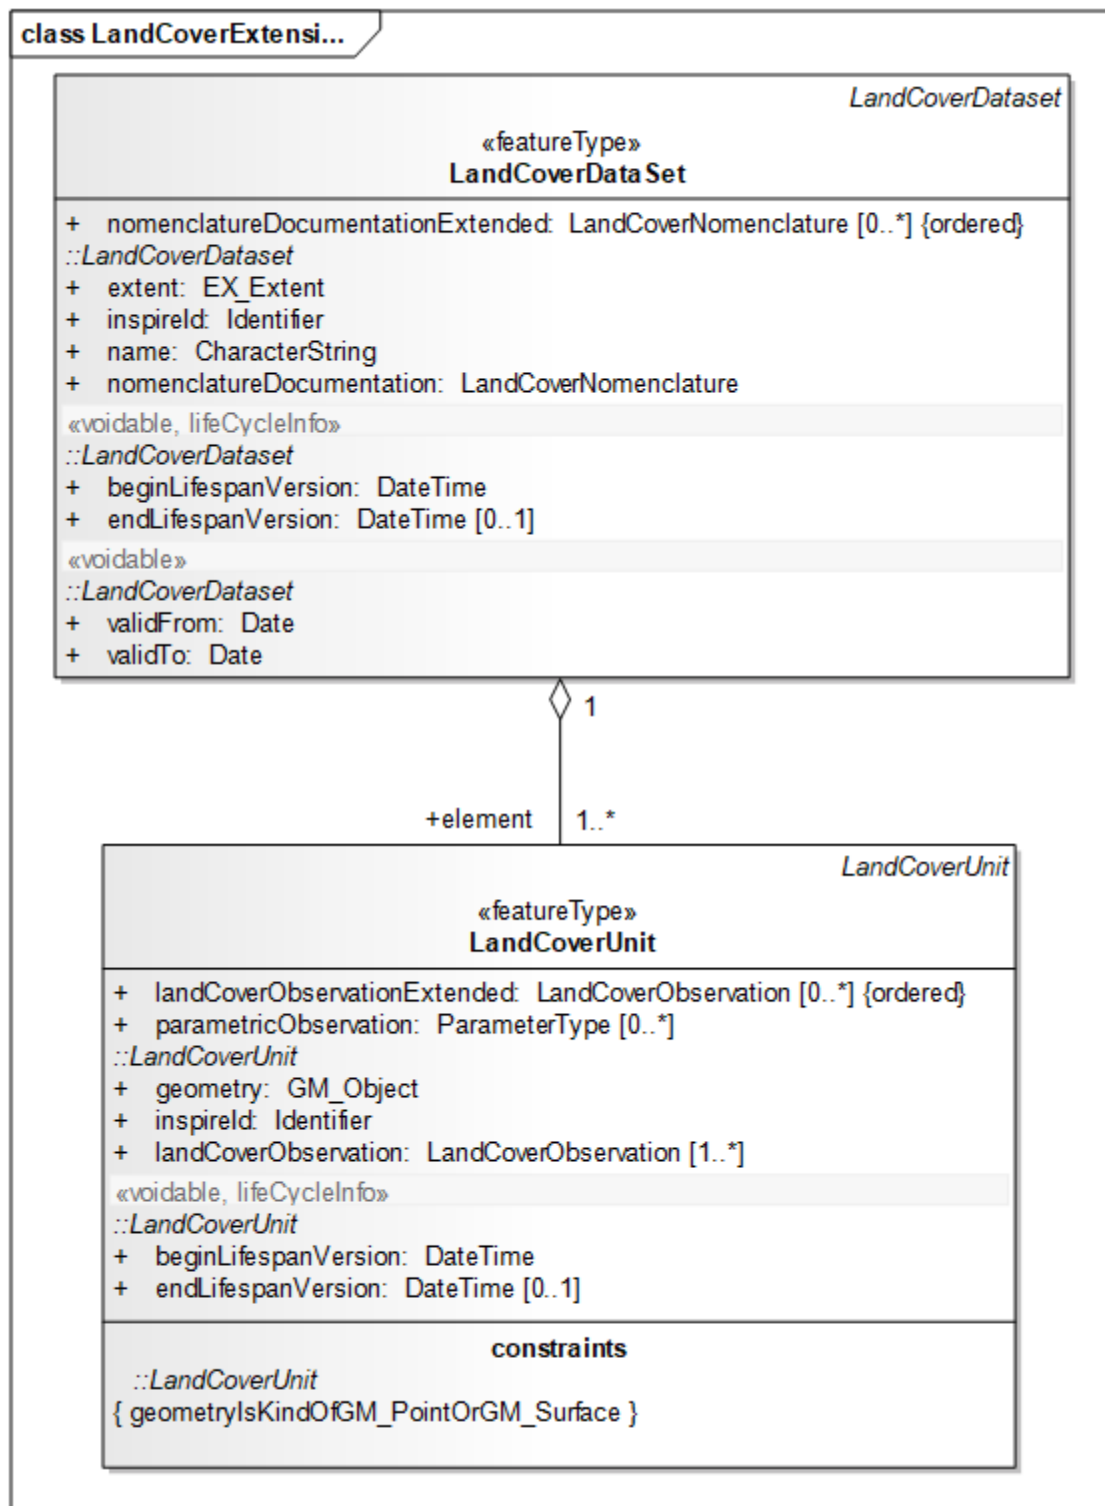 class LandCoverExtensi...
LandCoverDataset
«featureType»
LandCoverDataSet
+ nomenclatureDocumentationExtended: LandCoverNomenclature [0..*] {ordered}
::LandCoverDataset
+ extent: EX_Extent
+ inspireId: Identifier
+ name: CharacterString
+ nomenclatureDocumentation: LandCoverNomenclature
«voidable, lifeCycleInfo»
::LandCoverDataset
+ beginLifespanVersion: DateTime
+ endLifespanVersion: DateTime [0..1]
«voidable»
::LandCoverDataset
+ validFrom: Date
+ validTo: Date
1
+element 1..*
LandCoverUnit
«featureType»
LandCoverUnit
+ landCoverObservationExtended: LandCoverObservation [0..*] {ordered}
+ parametricObservation: ParameterType [0..*]
::LandCoverUnit
+ geometry: GM_Object
+ inspireId: Identifier
+ landCoverObservation: LandCoverObservation [1..*]
«voidable, lifeCycleInfo»
::LandCoverUnit
+ beginLifespanVersion: DateTime
+ endLifespanVersion: DateTime [0..1]
constraints
::LandCoverUnit
{ geometryIsKindOfGM_PointOrGM_Surface }